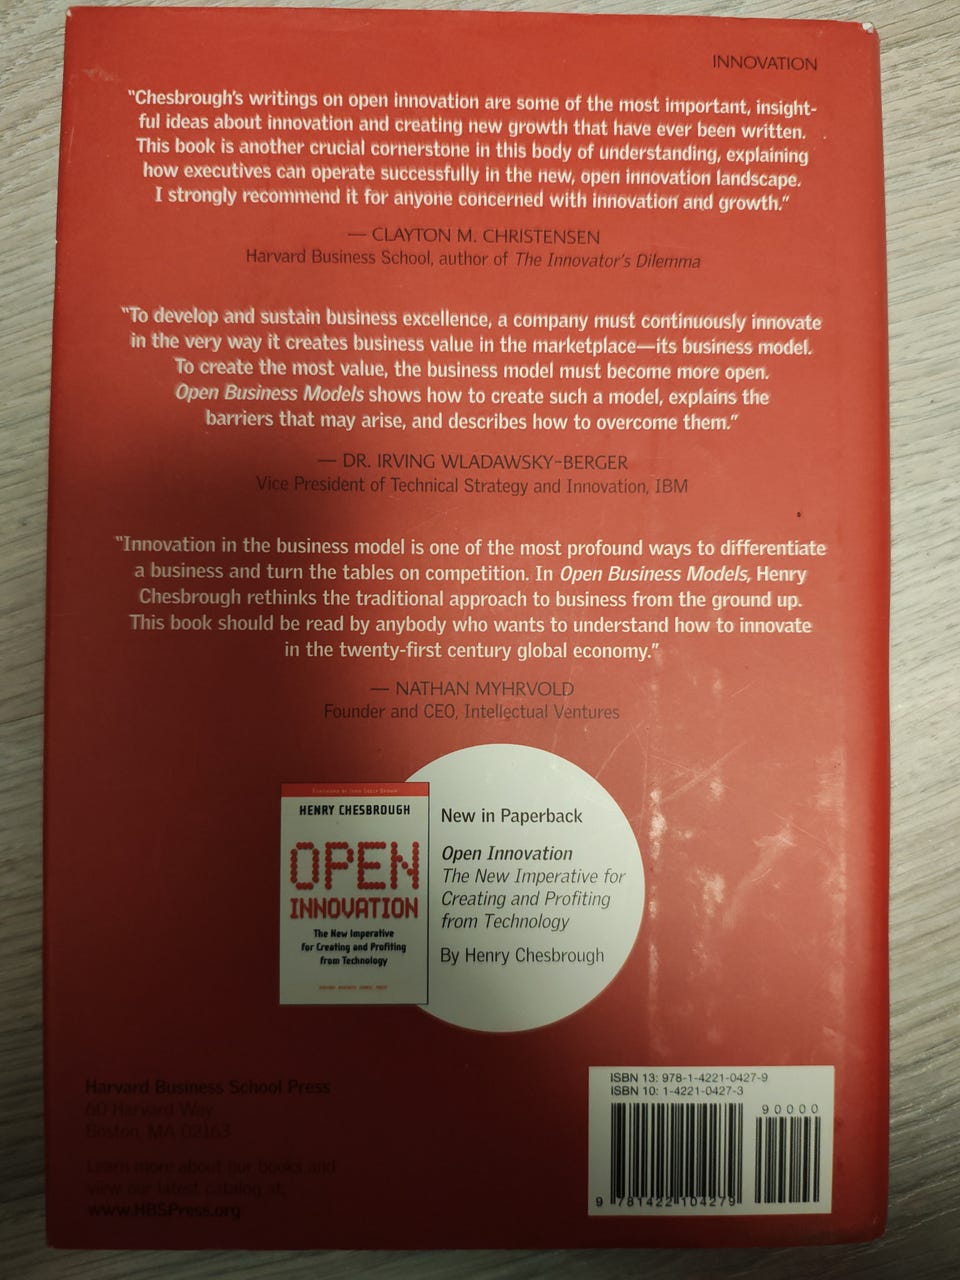 INNOVATION
“Chesbrough’s writings on open innovation are some of the most important, insight-
ful ideas about innovation and creating new growth that have ever been written.
This book is another crucial cornerstone in this body of understanding, explaining
how executives can operate successfully in the new, open innovation landscape.
I strongly recommend it for anyone concerned with innovation and growth.”
— CLAYTON M. CHRISTENSEN
Harvard Business School, author of The Innovator’s Dilemma
“To develop and sustain business excellence, a company must continuously innovate
in the very way it creates business value in the marketplace—its business model.
To create the most value, the business model must become more open.
Open Business Models shows how to create such a model, explains the
barriers that may arise, and describes how to overcome them.”
— DR. IRVING WLADAWSKY-BERGER
Vice President of Technical Strategy and Innovation, IBM
“Innovation in the business model is one of the most profound ways to differentiate
a business and turn the tables on competition. In Open Business Models, Henry
Chesbrough rethinks the traditional approach to business from the ground up.
This book should be read by anybody who wants to understand how to innovate
in the twenty-first century global economy.”
— NATHAN MYHRVOLD
Founder and CEO, Intellectual Ventures
FOREWORD BY JOHN SEELY BROWN
HENRY CHESBROUGH
OPEN
INNOVATION
The New Imperative
for Creating and Profiting
from Technology
HARVARD BUSINESS SCHOOL PRESS
New in Paperback
Open Innovation
The New Imperative for
Creating and Profiting
from Technology
By Henry Chesbrough
Harvard Business School Press
60 Harvard Way
Boston, MA 02163
Learn more about our books and
view our latest catalog at:
www.HBSPress.org
ISBN 13: 978-1-4221-0427-9
ISBN 10: 1-4221-0427-3
90000
9 781422 104279